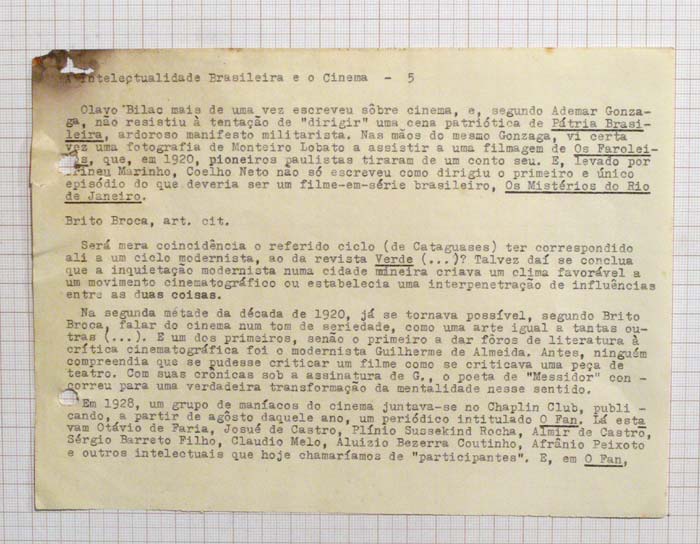 A Inteleptualidade Brasileira e o Cinema - 5
Olavo Bilac mais de uma vez escreveu sôbre cinema, e, segundo Ademar Gonza-
ga, não resistiu à tentação de "dirigir" uma cena patriótica de Pátria Brasi-
leira, ardoroso manifesto militarista. Nas mãos do mesmo Gonzaga, vi certa
vez uma fotografia de Monteiro Lobato a assistir a uma filmagem de Os Farolei-
os, que, em 1920, pioneiros paulistas tiraram de um conto seu. E, levado por
Irineu Marinho, Coelho Neto não só escreveu como dirigiu o primeiro e único
episódio do que deveria ser um filme-em-série brasileiro, Os Mistérios do Rio
de Janeiro.
Brito Broca, art. cit.
Será mera coincidência o referido ciclo (de Cataguases) ter correspondido
ali a um ciclo modernista, ao da revista Verde (...)? Talvez daí se conclua
que a inquietação modernista numa cidade mineira criava um clima favorável a
um movimento cinematográfico ou estabelecia uma interpenetração de influências
entre as duas coisas.
Na segunda métade da década de 1920, já se tornava possível, segundo Brito
Broca, falar do cinema num tom de seriedade, como uma arte igual a tantas ou-
tras (...). E um dos primeiros, senão o primeiro a dar fôros de literatura à
crítica cinematográfica foi o modernista Guilherme de Almeida. Antes, ninguém
compreendia que se pudesse criticar um filme como se criticava uma peça de
teatro. Com suas crônicas sob a assinatura de G., o poeta de "Messidor" con -
correu para uma verdadeira transformação da mentalidade nesse sentido.
Em 1928, um grupo de maníacos do cinema juntava-se no Chaplin Club, publi -
cando, a partir de agôsto daquele ano, um periódico intitulado O Fan. Lá esta
vam Otávio de Faria, Josué de Castro, Plínio Sussekind Rocha, Almir de Castro,
Sérgio Barreto Filho, Claudio Melo, Aluizio Bezerra Coutinho, Afrânio Peixoto
e outros intelectuais que hoje chamaríamos de "participantes". E, em O Fan,